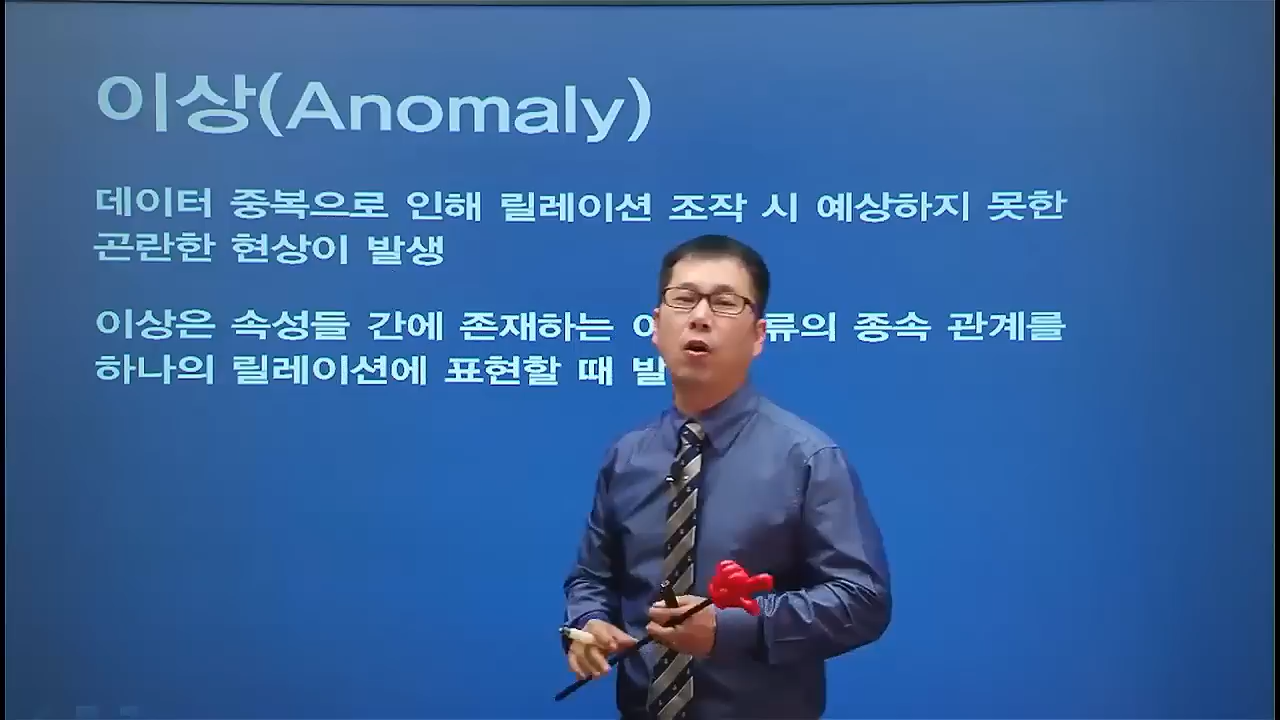 이상(Anomaly)
데이터 중복으로 인해 릴레이션 조작 시 예상하지 못한
곤란한 현상이 발생
이상은 속성들 간에 존재하는 류의 종속 관계를
하나의 릴레이션에 표현할 때